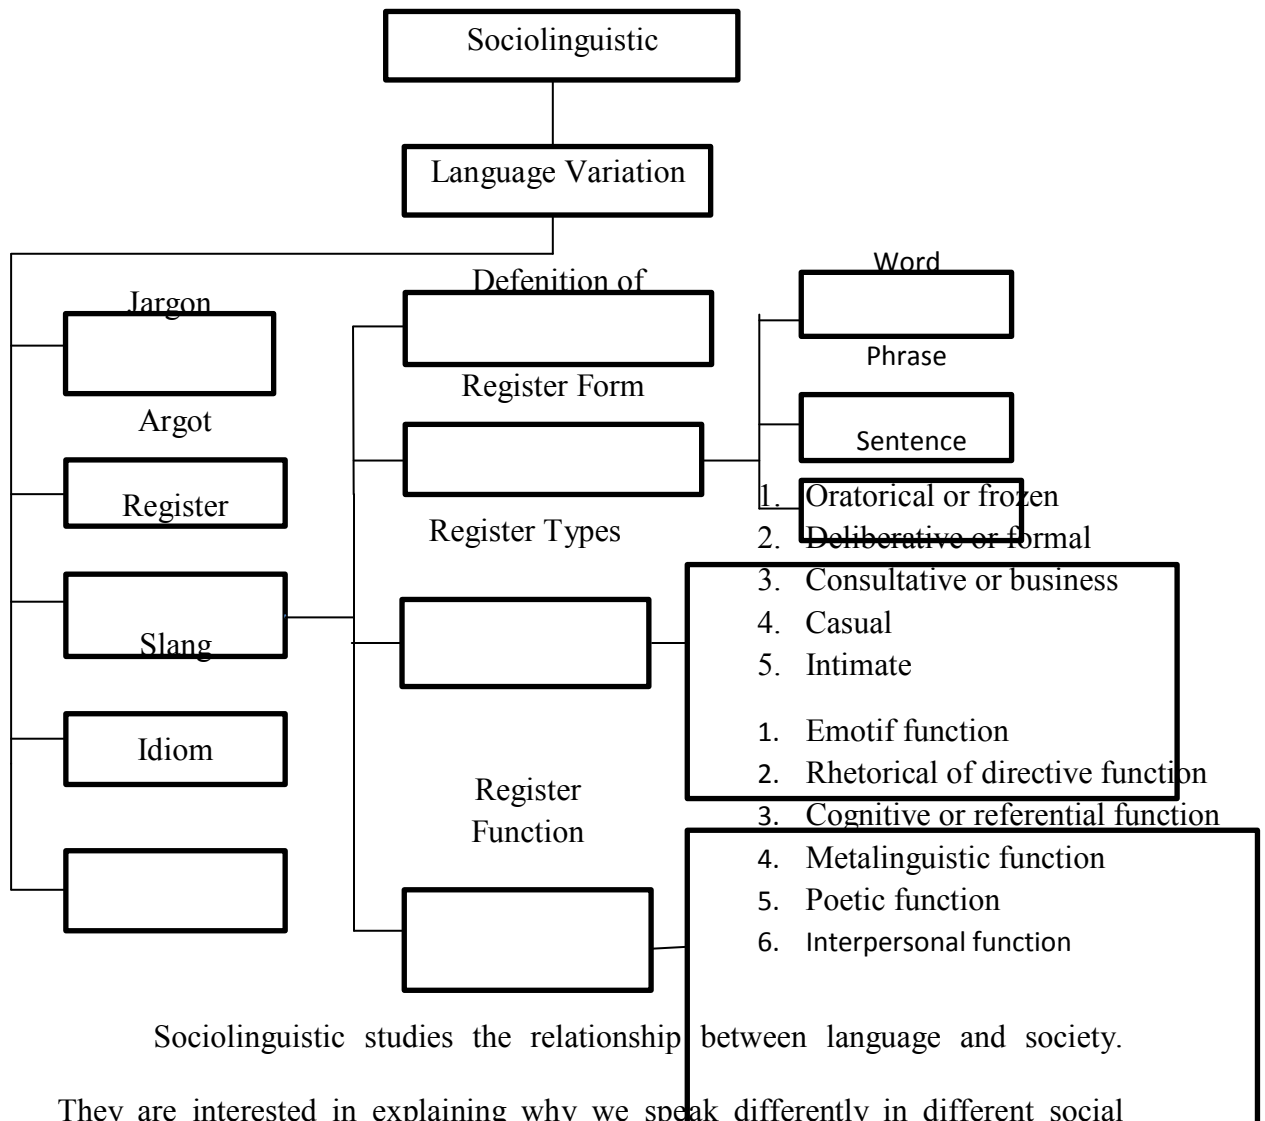 Sociolinguistic
Language Variation
Jargon
Argot
Register
Slang
Idiom
Defenition of
Register Form
Register Types
Register
Function
Word
Phrase
Sentence
1. Oratorical or frozen
2. Deliberative or formal
3. Consultative or business
4. Casual
5. Intimate
1. Emotif function
2. Rhetorical of directive function
3. Cognitive or referential function
4. Metalinguistic function
5. Poetic function
6. Interpersonal function
Sociolinguistic studies the relationship between language and society.
They are interested in explaining why we speak differently in different social